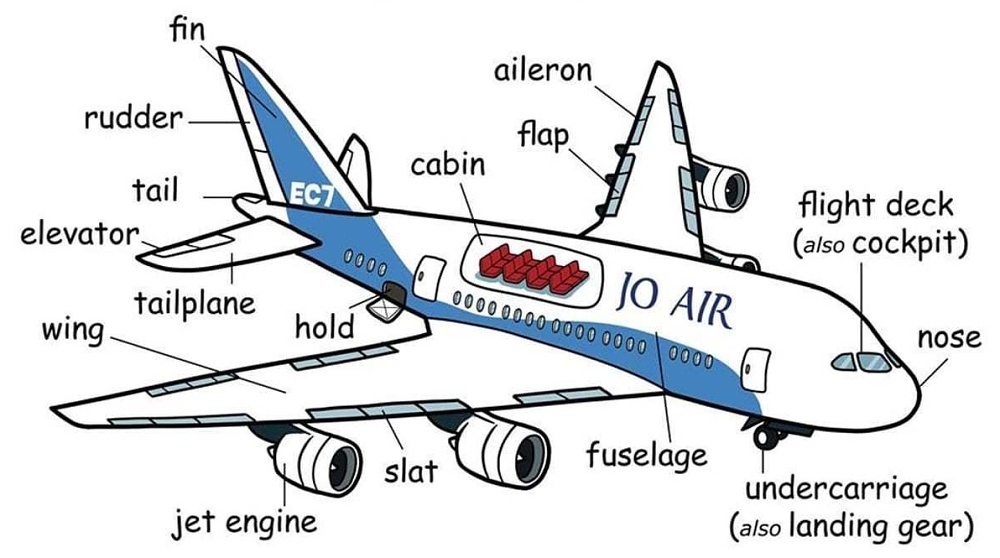 fin
aileron
rudder
flap
cabin
tail
EC7
flight deck
(also cockpit)
elevator
tailplane
hold
JO AIR
wing
nose
fuselage
slat
undercarriage
(also landing gear)
jet engine